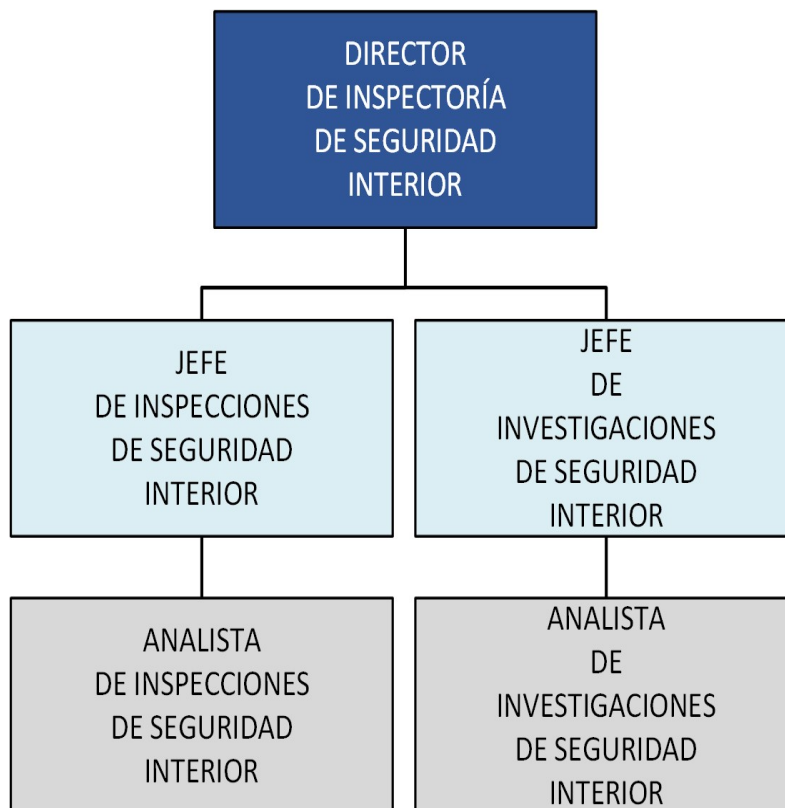 DIRECTOR
DE INSPECTORÍA
DE SEGURIDAD
INTERIOR
JEFE
DE INSPECCIONES
DE SEGURIDAD
INTERIOR
JEFE
DE
INVESTIGACIONES
DE SEGURIDAD
INTERIOR
ANALISTA
DE INSPECCIONES
DE SEGURIDAD
INTERIOR
ANALISTA
DE
INVESTIGACIONES
DE SEGURIDAD
INTERIOR